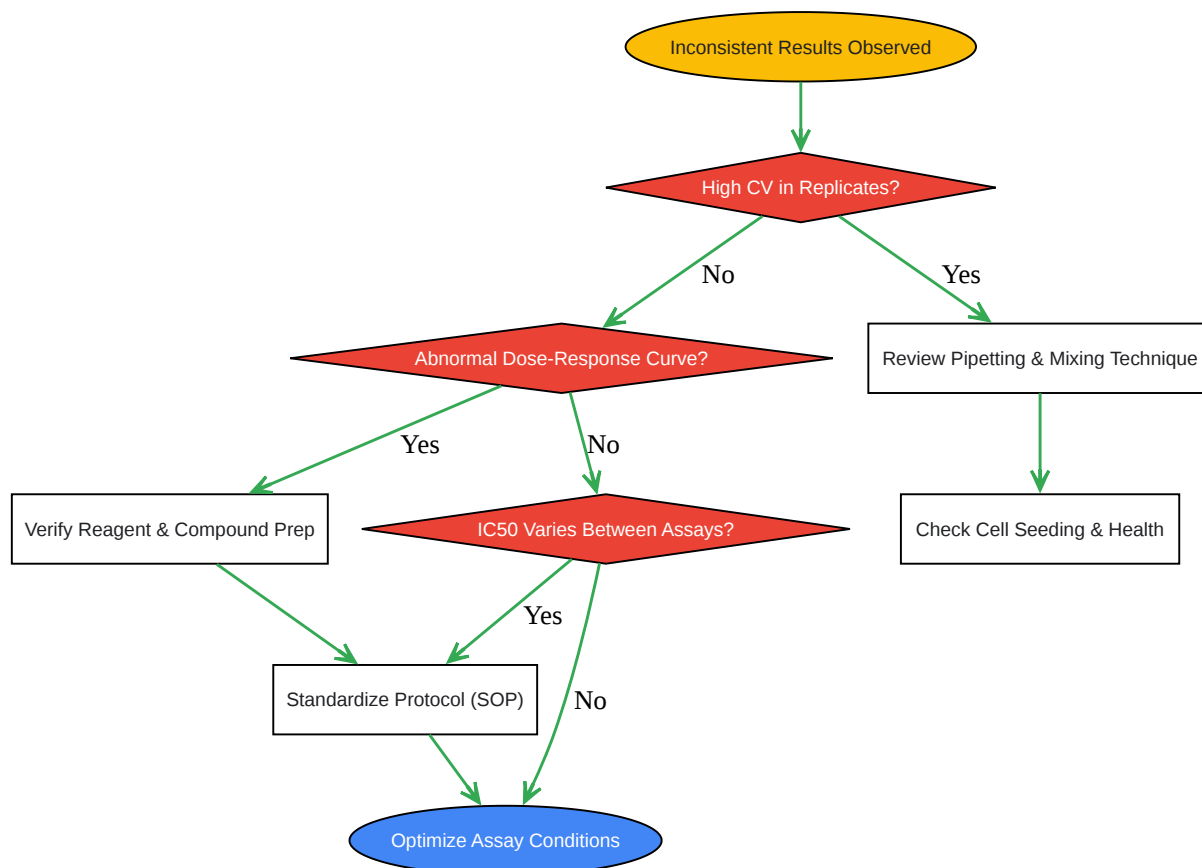 Inconsistent Results Observed
High CV in Replicates?
No
Yes
Abnormal Dose-Response Curve?
Review Pipetting & Mixing Technique
Yes
No
Verify Reagent & Compound Prep
IC50 Varies Between Assays?
Check Cell Seeding & Health
Yes
Standardize Protocol (SOP)
No
Optimize Assay Conditions